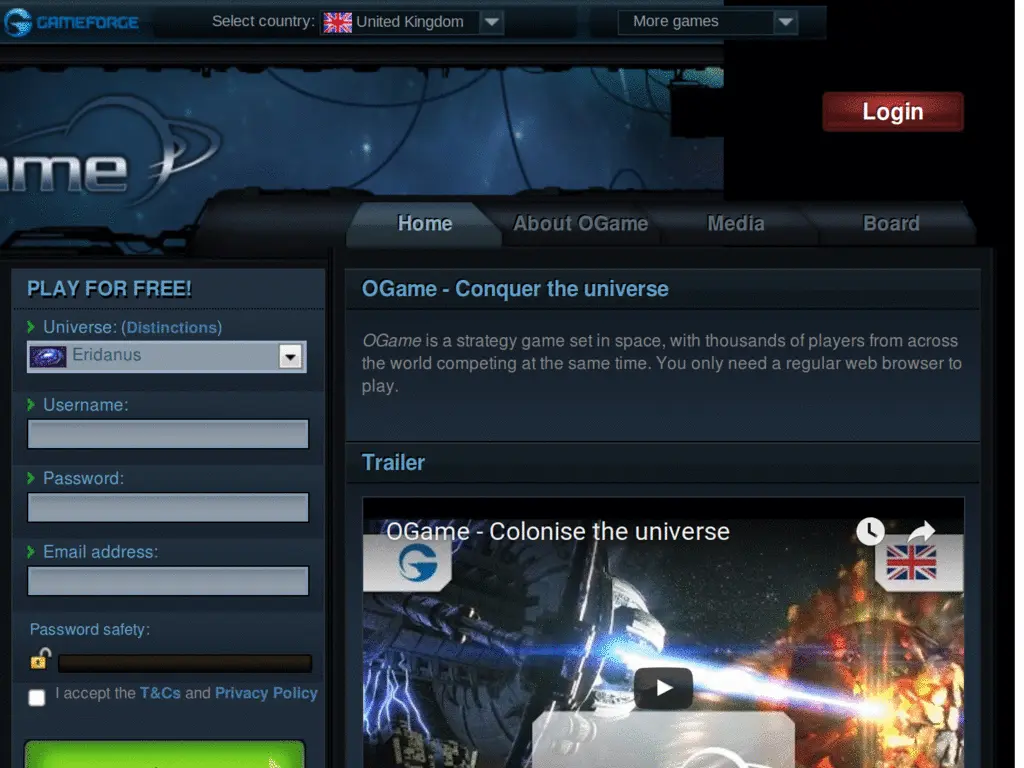 GAMEFORGE
Select country: United Kingdom
More games
Login
ame
Home
About OGame
Media
Board
PLAY FOR FREE!
Universe: (Distinctions)
Eridanus
Username:
Password:
Email address:
Password safety:
I accept the T&Cs and Privacy Policy
OGame - Conquer the universe
OGame is a strategy game set in space, with thousands of players from across
the world competing at the same time. You only need a regular web browser to
play.
Trailer
OGame - Colonise the universe